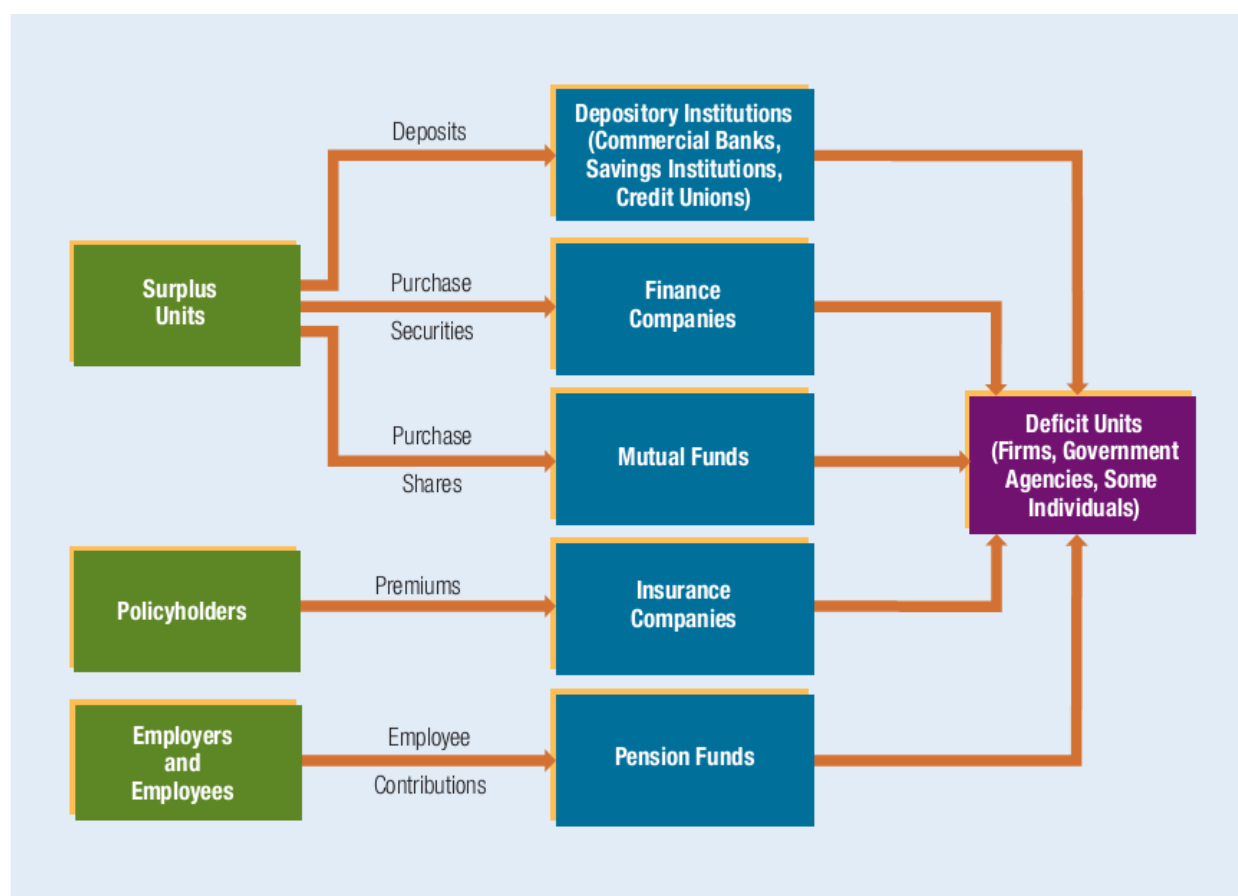 Deposits
Depository Institutions
(Commercial Banks,
Savings Institutions,
Credit Unions)
Surplus
Units
Purchase
Securities
Finance
Companies
Purchase
Shares
Mutual Funds
Deficit Units
(Firms, Government
Agencies, Some
Individuals)
Policyholders
Premiums
Insurance
Companies
Employers
and
Employees
Employee
Contributions
Pension Funds